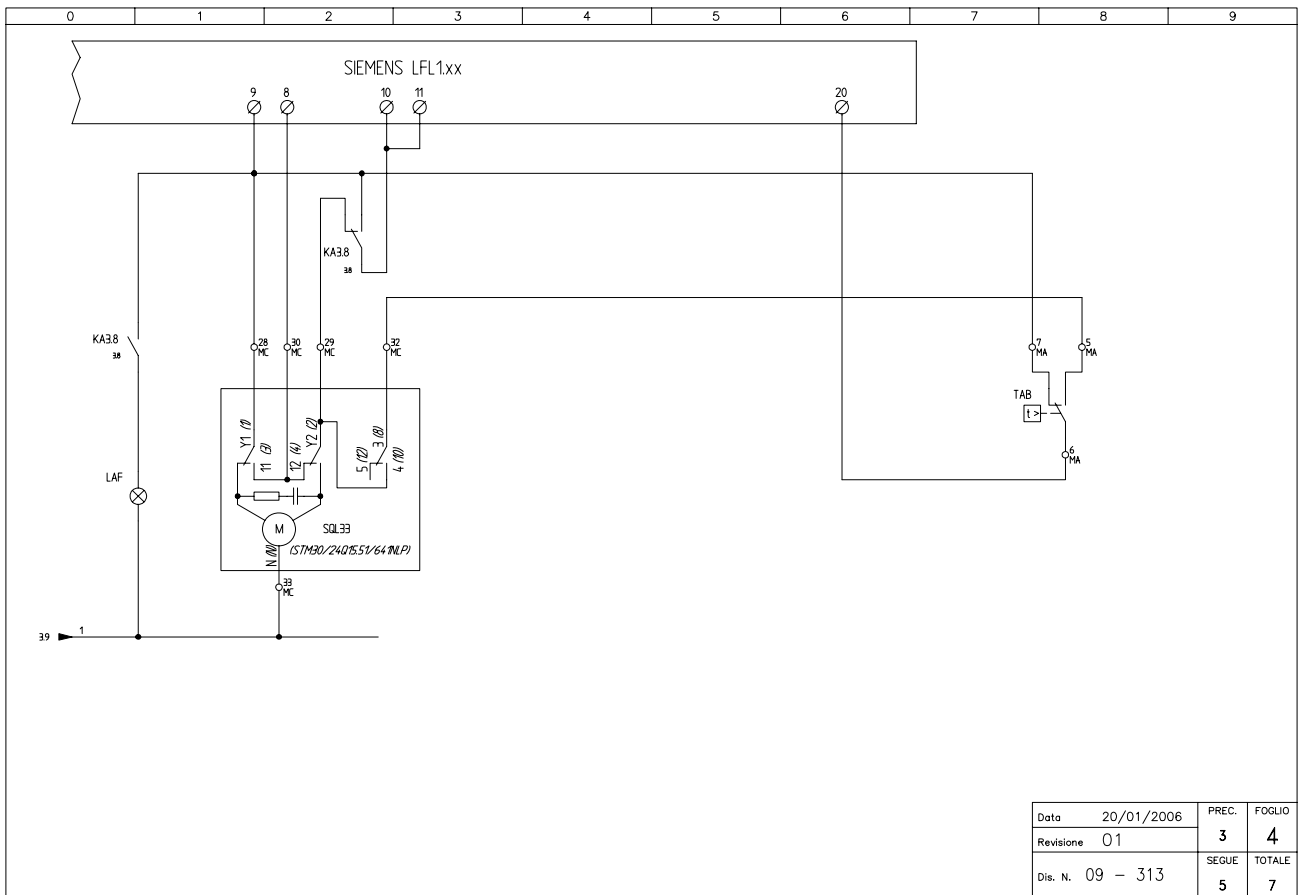 0 1 2 3 4 5 6 7 8 9
SIEMENS LFL1.xx
9 8 10 11 20
KA3.8
3.8
KA3.8
3.8
28
MC
30
MC
29
MC
32
MC
7
MA
5
MA
TAB
t >
6
MA
Y1 (1)
11 (3)
12 (4)
Y2 (2)
5 (12)
3 (8)
4 (10)
LAF
M
SQL33
(STM30/24Q15.51/641NLP)
N (N)
33
MC
3.9 1
Data 20/01/2006
PREC. FOGLIO
3 4
Revisione 01
SEGUE TOTALE
Dis. N. 09 - 313
5 7